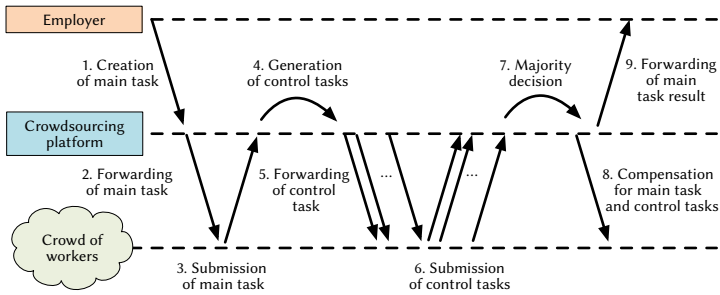 Employer
1. Creation
of main task
4. Generation
of control tasks
7. Majority
decision
9. Forwarding
of main
task result
Crowdsourcing
platform
2. Forwarding
of main task
5. Forwarding
of control
task
...
...
8. Compensation
for main task
and control tasks
Crowd of
workers
3. Submission
of main task
6. Submission
of control tasks